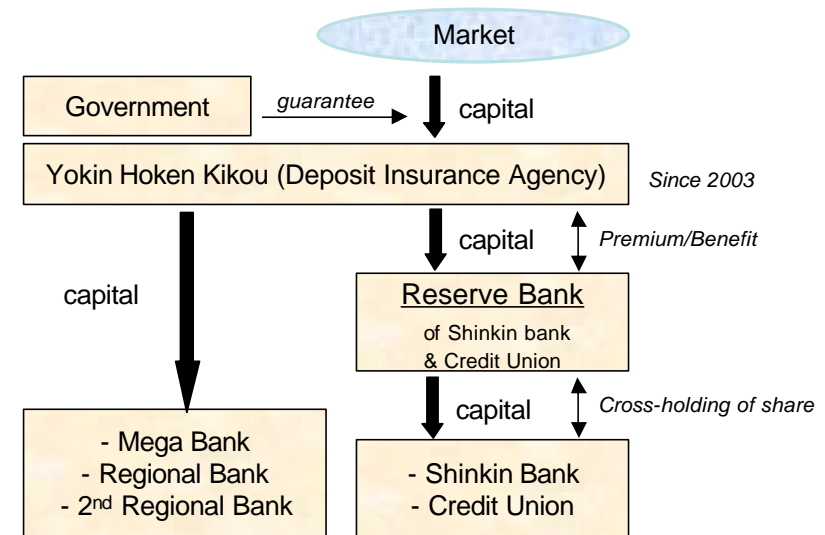 Market
Government
guarantee
capital
Yokin Hoken Kikou (Deposit Insurance Agency)
Since 2003
capital
capital
Premium/Benefit
Reserve Bank
of Shinkin bank
& Credit Union
capital
Cross-holding of share
- Mega Bank
- Regional Bank
- 2nd Regional Bank
- Shinkin Bank
- Credit Union